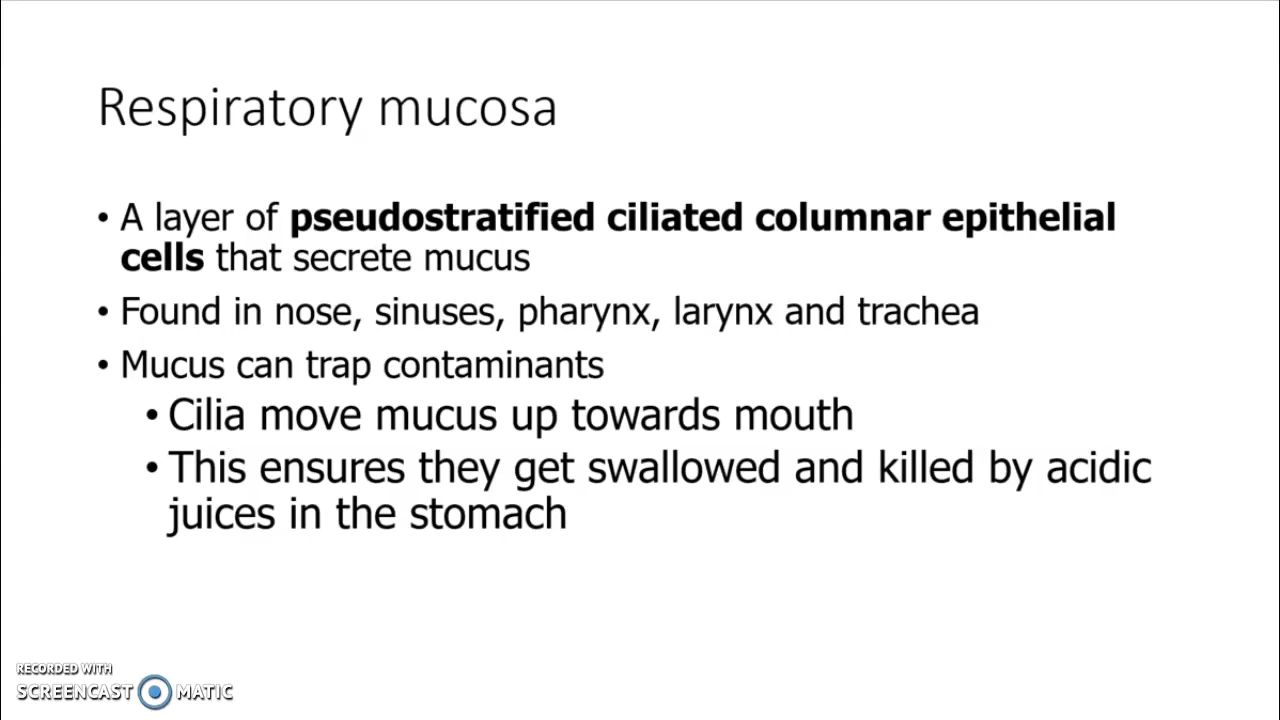 Respiratory mucosa
• A layer of pseudostratified ciliated columnar epithelial
cells that secrete mucus
• Found in nose, sinuses, pharynx, larynx and trachea
• Mucus can trap contaminants
• Cilia move mucus up towards mouth
• This ensures they get swallowed and killed by acidic
juices in the stomach
RECORDED WITH
SCREENCAST MATIC